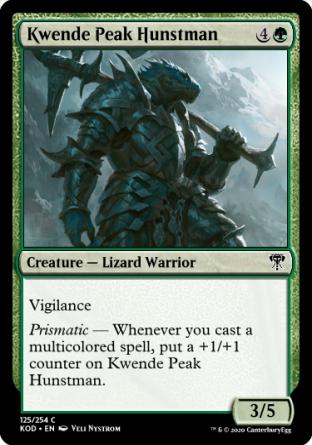 Kwende Peak Hunstman 4
Creature — Lizard Warrior
Vigilance
Prismatic — Whenever you cast a
multicolored spell, put a +1/+1
counter on Kwende Peak
Hunstman.
3/5
125/254 C
KOD • EN Veli Nystrom
™ & © 2020 CanterburyEgg